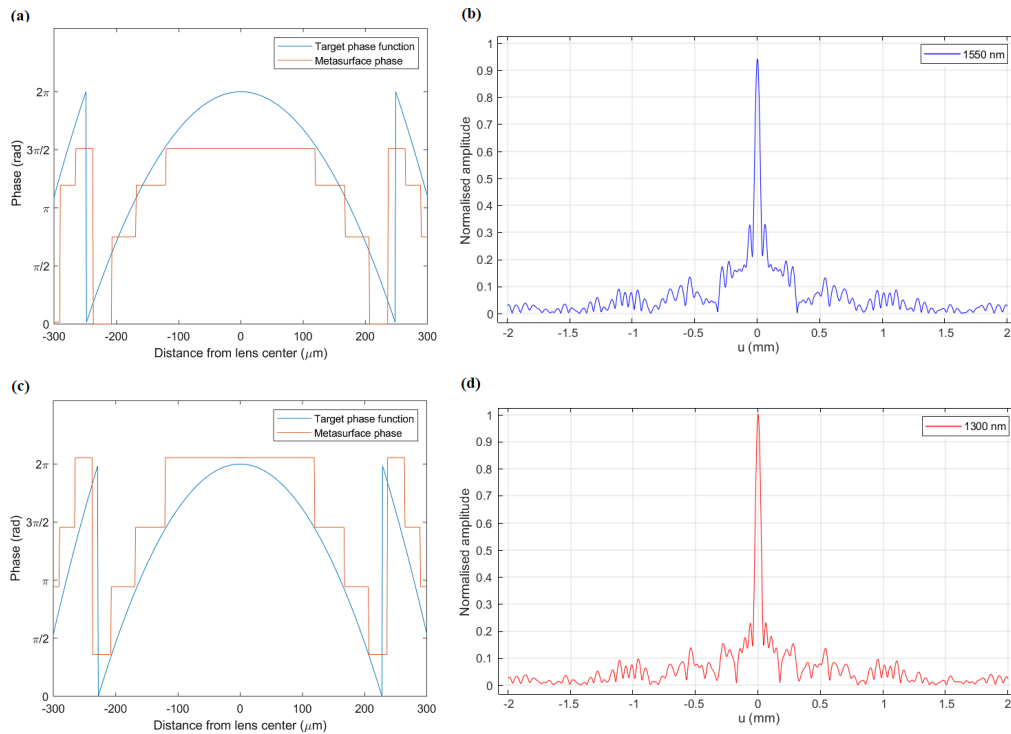 (a)
Target phase function
Metasurface phase
2π
3π/2
π
π/2
0
Phase (rad)
-300 -200 -100 0 100 200 300
Distance from lens center (μm)
(b)
1550 nm
1
0.9
0.8
0.7
0.6
0.5
0.4
0.3
0.2
0.1
0
Normalised amplitude
-2 -1.5 -1 -0.5 0 0.5 1 1.5 2
u (mm)
(c)
Target phase function
Metasurface phase
2π
3π/2
π
π/2
0
Phase (rad)
-300 -200 -100 0 100 200 300
Distance from lens center (μm)
(d)
1300 nm
1
0.9
0.8
0.7
0.6
0.5
0.4
0.3
0.2
0.1
0
Normalised amplitude
-2 -1.5 -1 -0.5 0 0.5 1 1.5 2
u (mm)